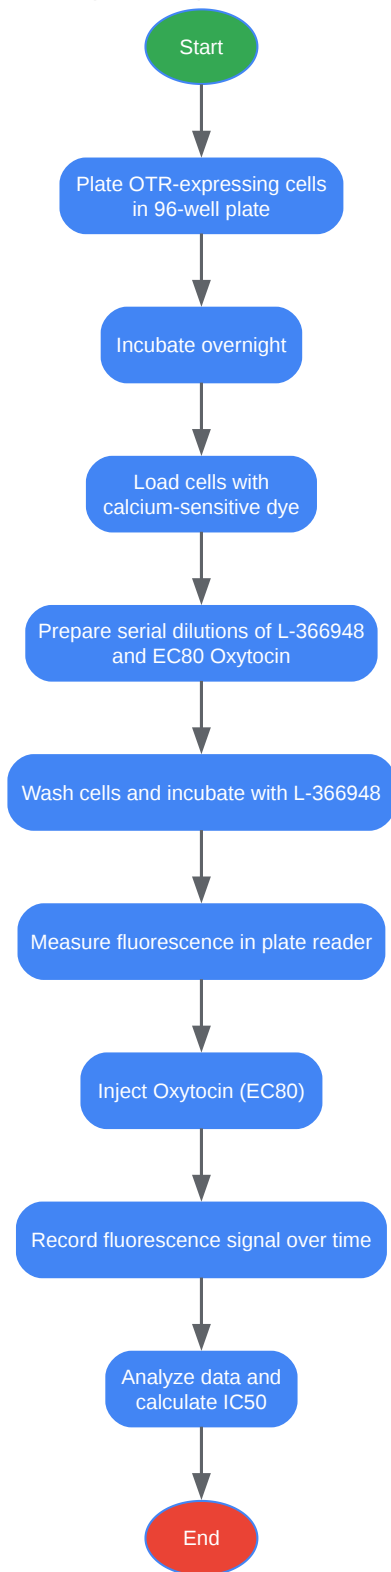 Start
Plate OTR-expressing cells
in 96-well plate
Incubate overnight
Load cells with
calcium-sensitive dye
Prepare serial dilutions of L-366948
and EC80 Oxytocin
Wash cells and incubate with L-366948
Measure fluorescence in plate reader
Inject Oxytocin (EC80)
Record fluorescence signal over time
Analyze data and
calculate IC50
End